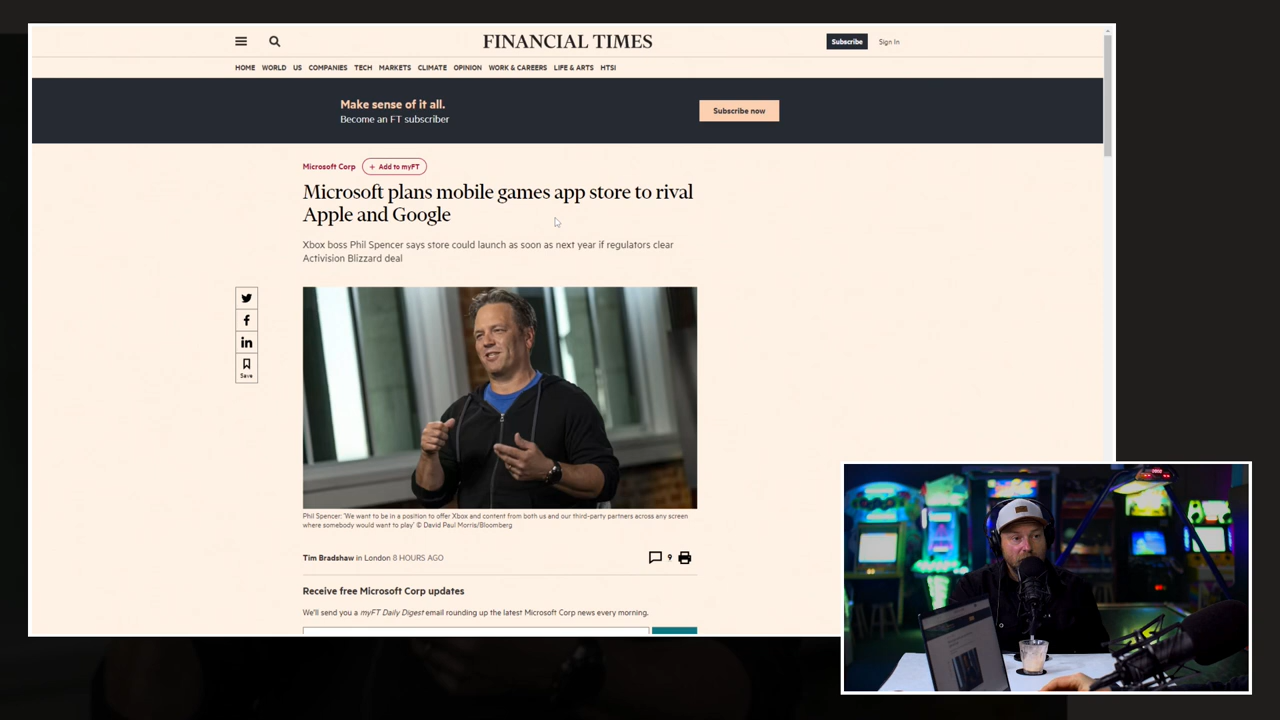 FINANCIAL TIMES
Subscribe
Sign In
HOME WORLD US COMPANIES TECH MARKETS CLIMATE OPINION WORK & CAREERS LIFE & ARTS HTSI
Make sense of it all.
Become an FT subscriber
Subscribe now
Microsoft Corp
+ Add to myFT
Microsoft plans mobile games app store to rival
Apple and Google
Xbox boss Phil Spencer says store could launch as soon as next year if regulators clear
Activision Blizzard deal
Save
Phil Spencer: 'We want to be in a position to offer Xbox and content from both us and our third-party partners across any screen
where somebody would want to play' © David Paul Morris/Bloomberg
Tim Bradshaw in London 8 HOURS AGO
9
Receive free Microsoft Corp updates
We'll send you a myFT Daily Digest email rounding up the latest Microsoft Corp news every morning.